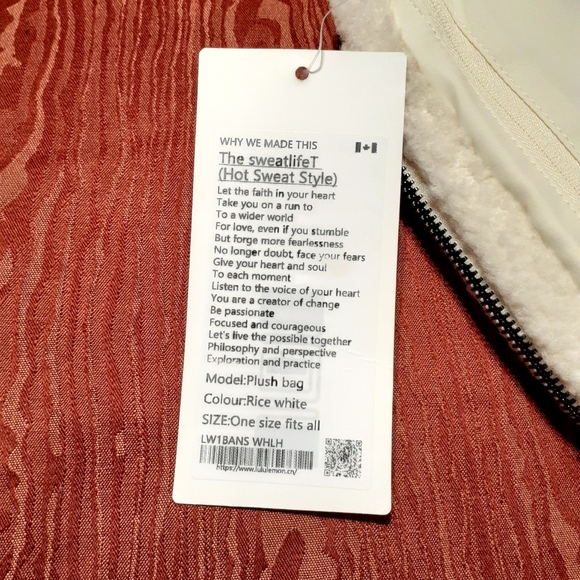 WHY WE MADE THIS
The sweatlifeT
(Hot Sweat Style)
Let the faith in your heart
Take you on a run to
To a wider world
For love, even if you stumble
But forge more fearlessness
No longer doubt, face your fears
Give your heart and soul
To each moment
Listen to the voice of your heart
You are a creator of change
Be passionate
Focused and courageous
Let's live the possible together
Philosophy and perspective
Exploration and practice
Model:Plush bag
Colour:Rice white
SIZE:One size fits all
LW1BANS WHLH
https://www.lululemon.cn/